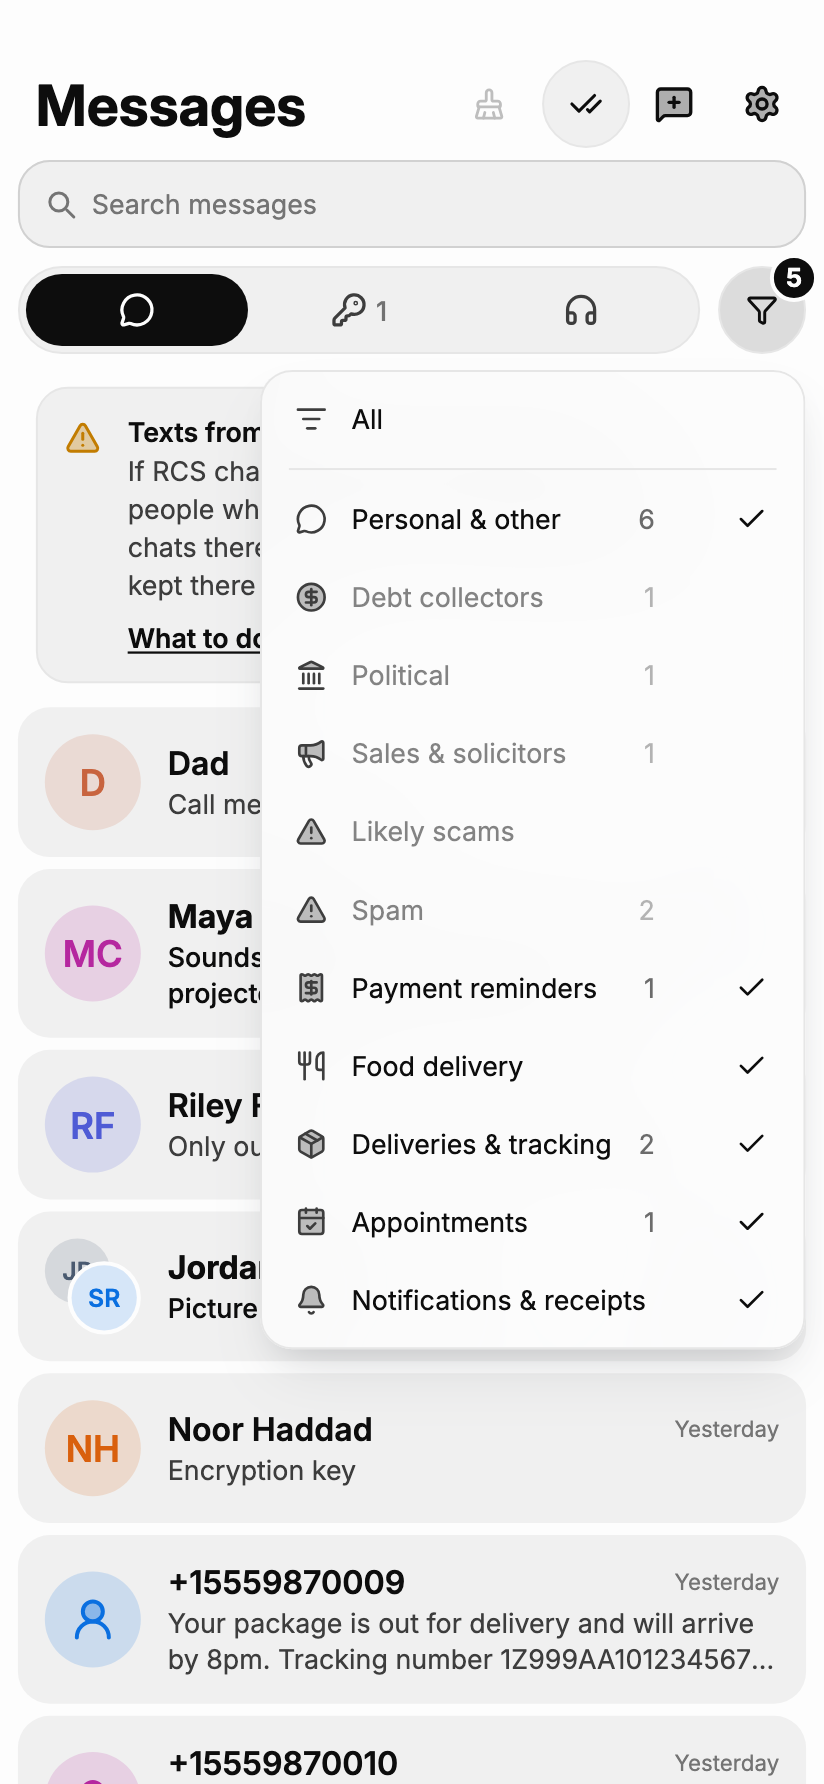 Messages
Search messages
1
5
All
Personal & other 6
Debt collectors 1
Political 1
Sales & solicitors 1
Likely scams
Spam 2
Payment reminders 1
Food delivery
Deliveries & tracking 2
Appointments 1
Notifications & receipts
Texts from
If RCS cha
people wh
chats there
kept there
What to do
D
Dad
Call me
MC
Maya
Sounds
project
RF
Riley
Only ou
SR
Jordan
Picture
NH
Noor Haddad
Yesterday
Encryption key
+15559870009
Yesterday
Your package is out for delivery and will arrive
by 8pm. Tracking number 1Z999AA101234567...
+15559870010
Yesterday